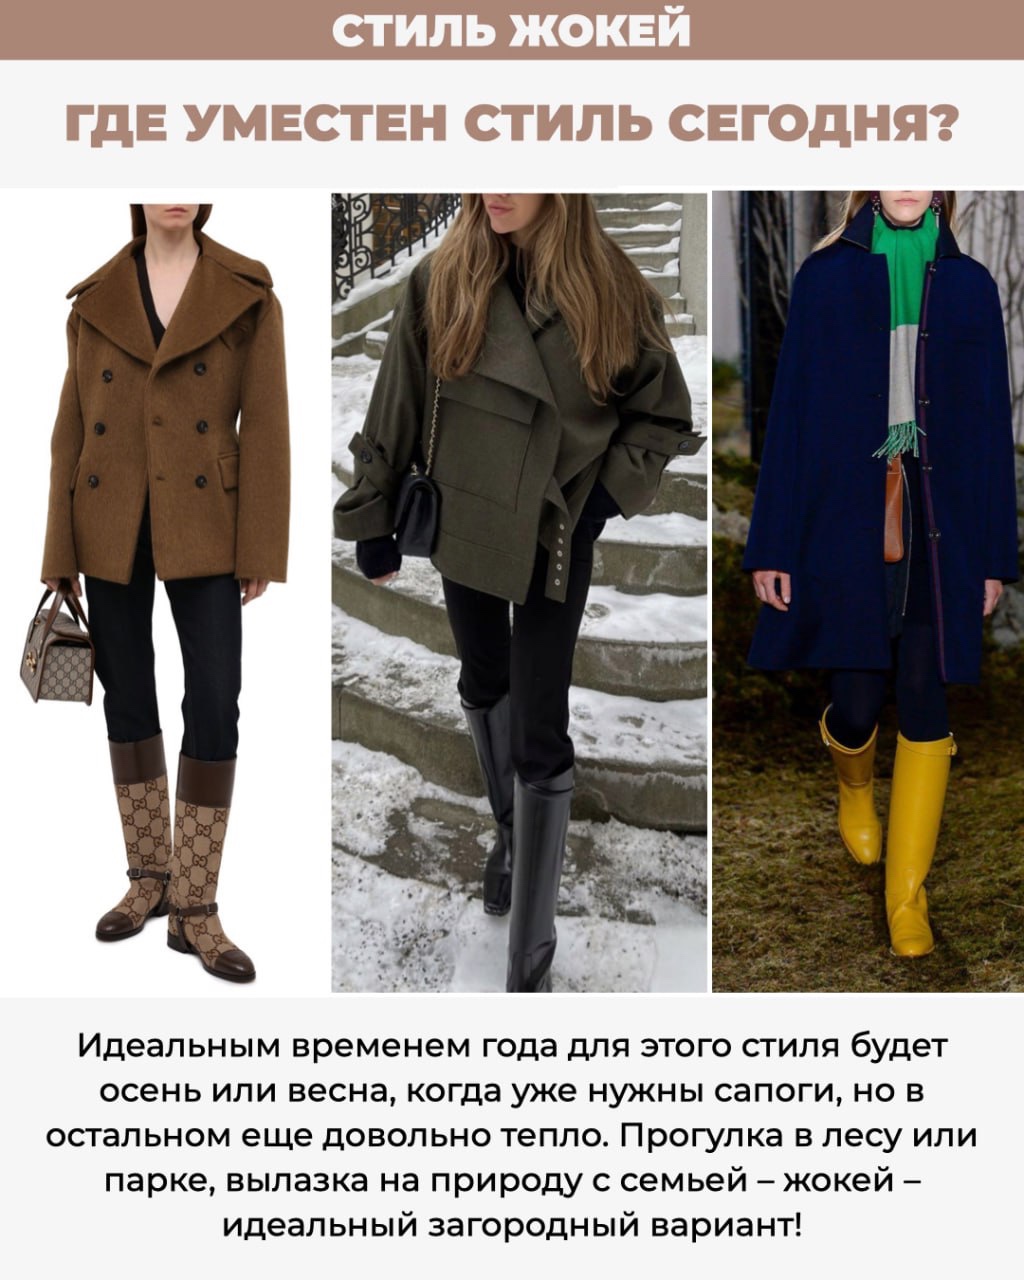 СТИЛЬ ЖОКЕЙ
ГДЕ УМЕСТЕН СТИЛЬ СЕГОДНЯ?
Идеальным временем года для этого стиля будет
осень или весна, когда уже нужны сапоги, но в
остальном еще довольно тепло. Прогулка в лесу или
парке, вылазка на природу с семьей – жокей –
идеальный загородный вариант!